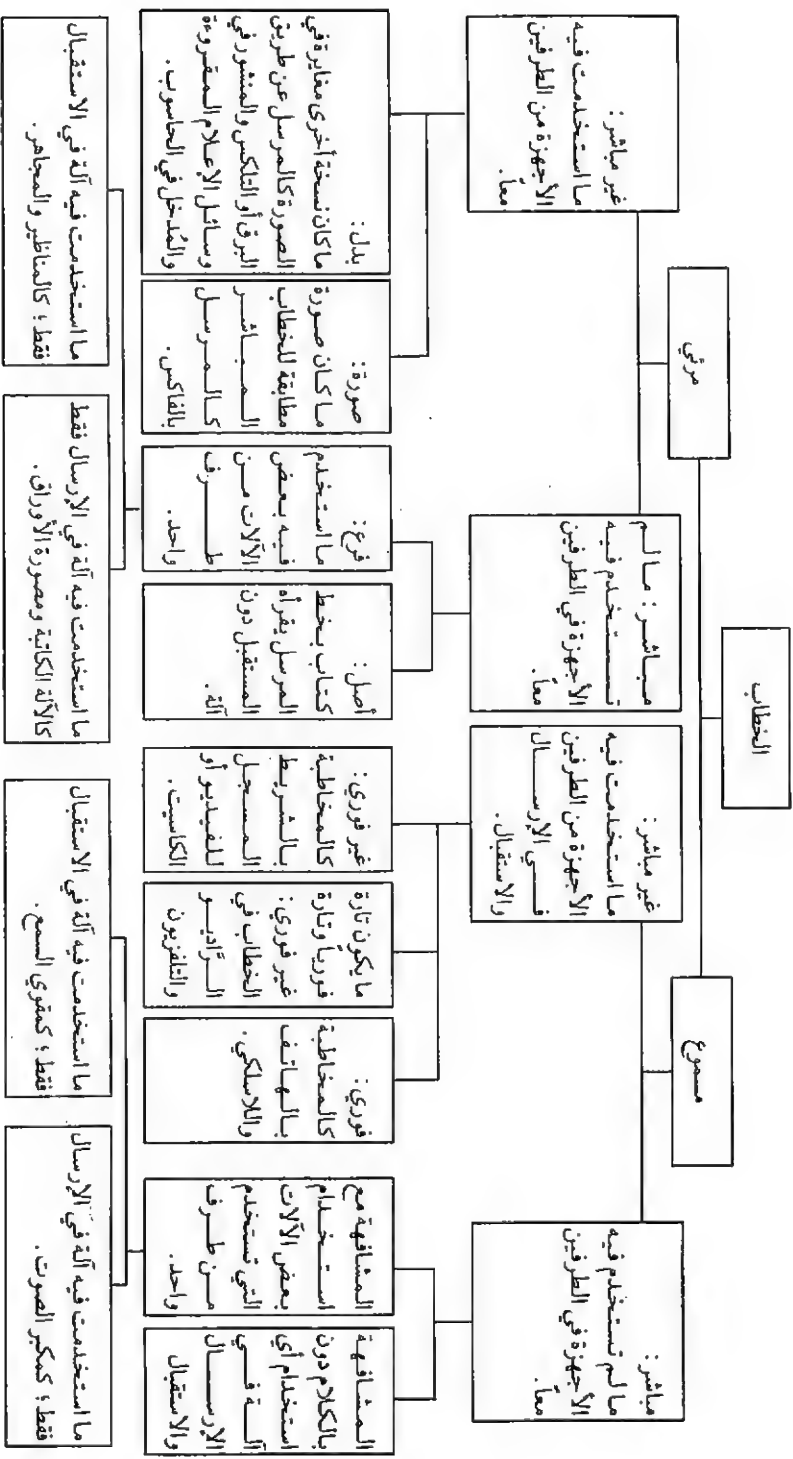 الخطاب
مسموع
مرئي
مباشر:
ما لم تستخدم فيه
الأجهزة في الطرفين
معاً.
غير مباشر:
ما استخدمت فيه
الأجهزة من الطرفين
في الإرسال
والاستقبال.
مباشر: ما لم
تستخدم فيه
الأجهزة في الطرفين
معاً.
غير مباشر:
ما استخدمت فيه
الأجهزة من الطرفين
معاً.
المشافهة
بالكلام دون
استخدام أي
آلة في
الإرسال
والاستقبال
المشافهة مع
استخدام
بعض الآلات
التي تستخدم
من طرف
واحد.
فوري:
كالمخاطبة
بالهاتف
واللاسلكي.
ما يكون تارة
فورياً وتارة
غير فوري:
الخطاب في
الرَّاديو
والتلفزيون
غير فوري:
كالمخاطبة
بالشريط
المسجل
للفيديو أو
الكاسيت.
أصل:
كتاب بخط
المرسل يقرأه
المستقبل دون
آلة.
فرع:
ما استخدم
فيه بعض
الآلات من
طرف
واحد.
صورة:
ما كان صورة
مطابقة للخطاب
المباشر
كالمرسل
بالفاكس.
بدل:
ما كان نسخة أخرى مغايرة في
الصورة كالمرسل عن طريق
البرق أو التلكس والمنشور في
وسائل الإعلام المقروءة
والمُدخل في الحاسوب.
ما استخدمت فيه آلة في الإرسال
فقط؛ كمكبر الصوت.
ما استخدمت فيه آلة في الاستقبال
فقط؛ كمقوي السمع.
ما استخدمت فيه آلة في الإرسال فقط
كالآلة الكاتبة ومصورة الأوراق.
ما استخدمت فيه آلة في الاستقبال
فقط؛ كالمناظير والمجاهر.